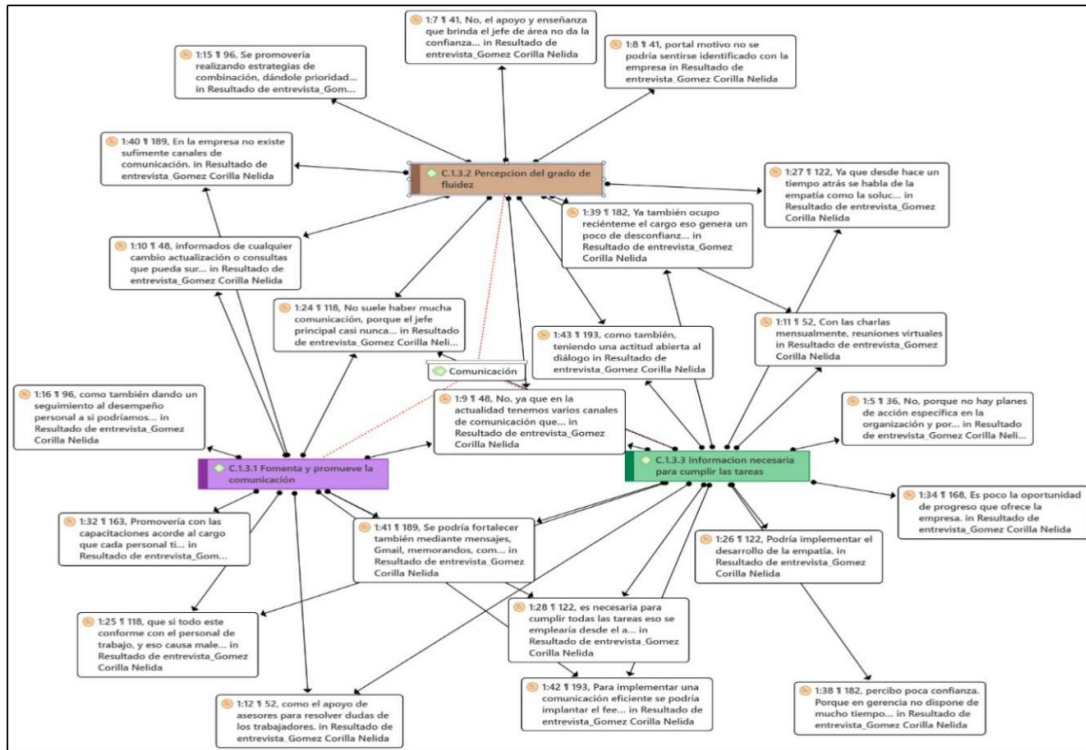 1:7 ¶ 41, No, el apoyo y enseñanza
que brinda el jefe de área no da la
confianza... in Resultado de
entrevista_Gomez Corilla Nelida
1:8 ¶ 41, portal motivo no se
podría sentirse identificado con la
empresa in Resultado de
entrevista_Gomez Corilla Nelida
1:15 ¶ 96, Se promovería
realizando estrategias de
combinación, dándole prioridad...
in Resultado de entrevista_Gom...
1:40 ¶ 189, En la empresa no existe
sufimente canales de
comunicación. in Resultado de
entrevista_Gomez Corilla Nelida
C.1.3.2 Percepcion del grado de
fluidez
1:27 ¶ 122, Ya que desde hace un
tiempo atrás se habla de la
empatía como la soluc... in
Resultado de entrevista_Gomez
Corilla Nelida
1:39 ¶ 182, Ya también ocupo
reciénteme el cargo eso genera un
poco de desconfianz... in
Resultado de entrevista_Gomez
Corilla Nelida
1:10 ¶ 48, informados de cualquier
cambio actualización o consultas
que pueda sur... in Resultado de
entrevista_Gomez Corilla Nelida
1:24 ¶ 118, No suele haber mucha
comunicación, porque el jefe
principal casi nunca... in Resultado
de entrevista_Gomez Corilla Neli...
1:43 ¶ 193, como también,
teniendo una actitud abierta al
diálogo in Resultado de
entrevista_Gomez Corilla Nelida
1:11 ¶ 52, Con las charlas
mensualmente, reuniones virtuales
in Resultado de
entrevista_Gomez Corilla Nelida
Comunicación
1:16 ¶ 96, como también dando un
seguimiento al desempeño
personal a si podríamos... in
Resultado de entrevista_Gomez
Corilla Nelida
1:9 ¶ 48, No, ya que en la
actualidad tenemos varios canales
de comunicación que... in
Resultado de entrevista_Gomez
Corilla Nelida
1:5 ¶ 36, No, porque no hay planes
de acción especifica en la
organización y por... in Resultado
de entrevista_Gomez Corilla Neli...
C.1.3.1 Fomenta y promueve la
comunicación
C.1.3.3 Informacion necesaria
para cumplir las tareas
1:34 ¶ 168, Es poco la oportunidad
de progreso que ofrece la
empresa. in Resultado de
entrevista_Gomez Corilla Nelida
1:32 ¶ 163, Promovería con las
capacitaciones acorde al cargo
que cada personal ti... in
Resultado de entrevista_Gom...
1:41 ¶ 189, Se podría fortalecer
también mediante mensajes,
Gmail, memorandos, com... in
Resultado de entrevista_Gomez
Corilla Nelida
1:26 ¶ 122, Podría implementar el
desarrollo de la empatía. in
Resultado de entrevista_Gomez
Corilla Nelida
1:25 ¶ 118, que si todo este
conforme con el personal de
trabajo, y eso causa male... in
Resultado de entrevista_Gomez
Corilla Nelida
1:28 ¶ 122, es necesaria para
cumplir todas las tareas eso se
emplearía desde el a... in
Resultado de entrevista_Gomez
Corilla Nelida
1:12 ¶ 52, como el apoyo de
asesores para resolver dudas de
los trabajadores. in Resultado de
entrevista_Gomez Corilla Nelida
1:42 ¶ 193, Para implementar una
comunicación eficiente se podría
implantar el fee... in Resultado de
entrevista_Gomez Corilla Nelida
1:38 ¶ 182, percibo poca confianza.
Porque en gerencia no dispone de
mucho tiempo... in Resultado de
entrevista_Gomez Corilla Nelida